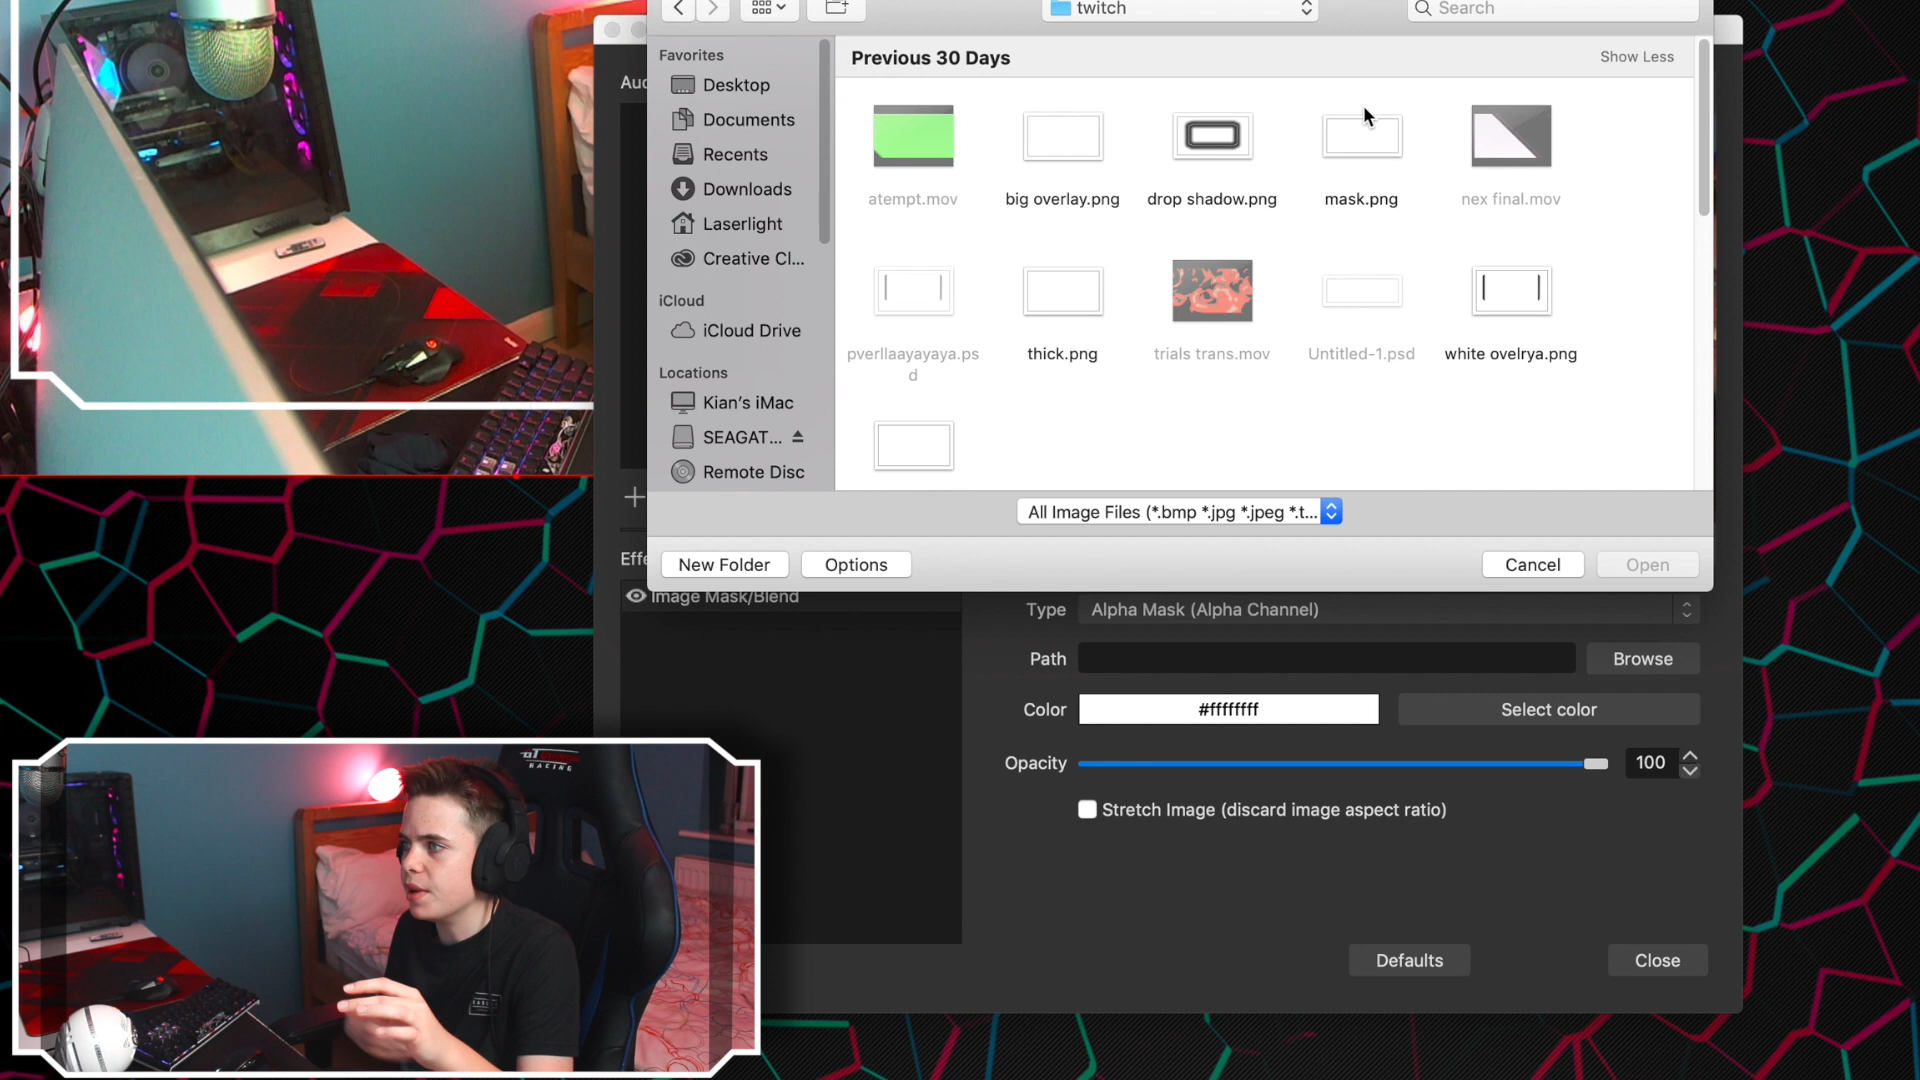 twitch
Search
Favorites
Desktop
Documents
Recents
Downloads
Laserlight
Creative Cl...
iCloud
iCloud Drive
Locations
Kian's iMac
SEAGAT...
Remote Disc
Previous 30 Days
Show Less
atempt.mov
big overlay.png
drop shadow.png
mask.png
nex final.mov
pverllaayayaya.ps
d
thick.png
trials trans.mov
Untitled-1.psd
white ovelrya.png
All Image Files (*.bmp *.jpg *.jpeg *.t...
New Folder
Options
Cancel
Open
Aud
Effe
Image Mask/Blend
Type
Alpha Mask (Alpha Channel)
Path
Browse
Color
#ffffffff
Select color
Opacity
100
Stretch Image (discard image aspect ratio)
Defaults
Close
GT
RACING